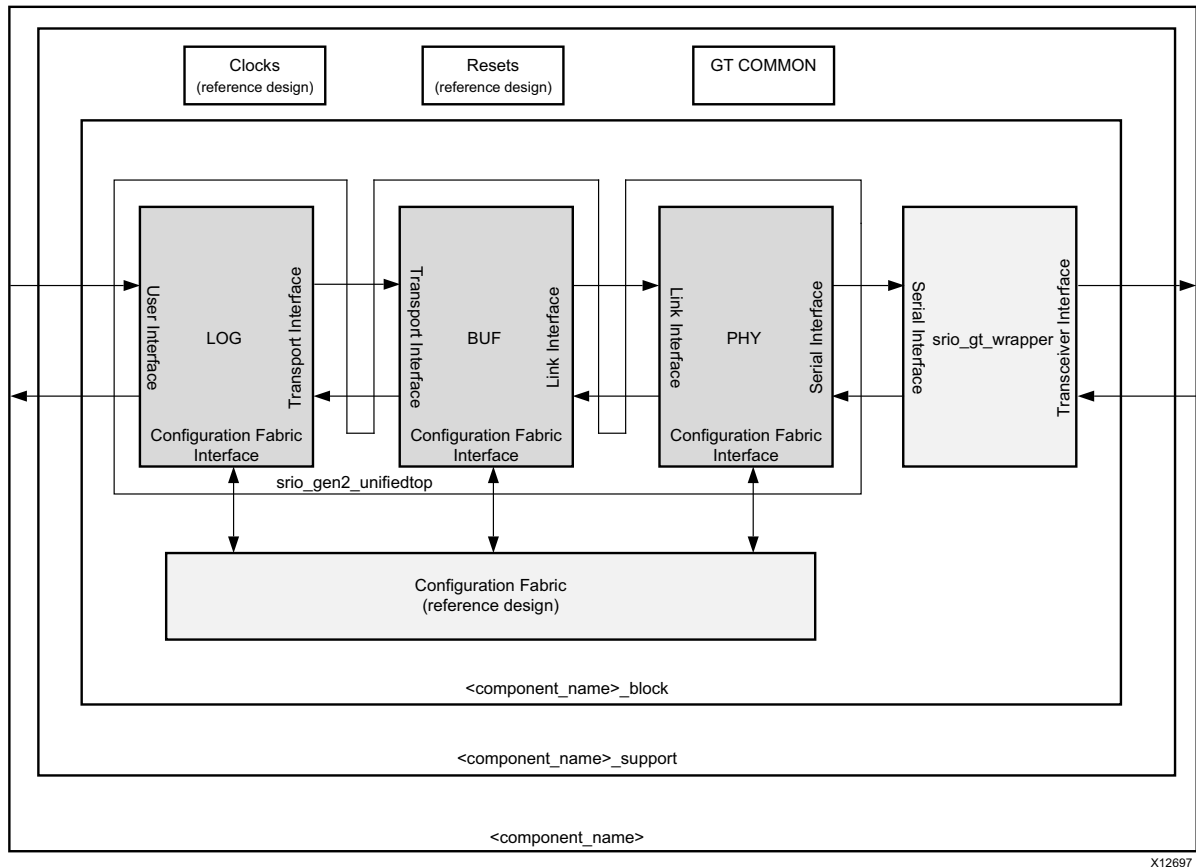 Clocks
(reference design)
Resets
(reference design)
GT COMMON
User Interface
LOG
Transport Interface
Configuration Fabric
Interface
Transport Interface
BUF
Link Interface
Configuration Fabric
Interface
Link Interface
PHY
Serial Interface
Configuration Fabric
Interface
Serial Interface
srio_gt_wrapper
Transceiver Interface
srio_gen2_unifiedtop
Configuration Fabric
(reference design)
<component_name>_block
<component_name>_support
<component_name>
X12697